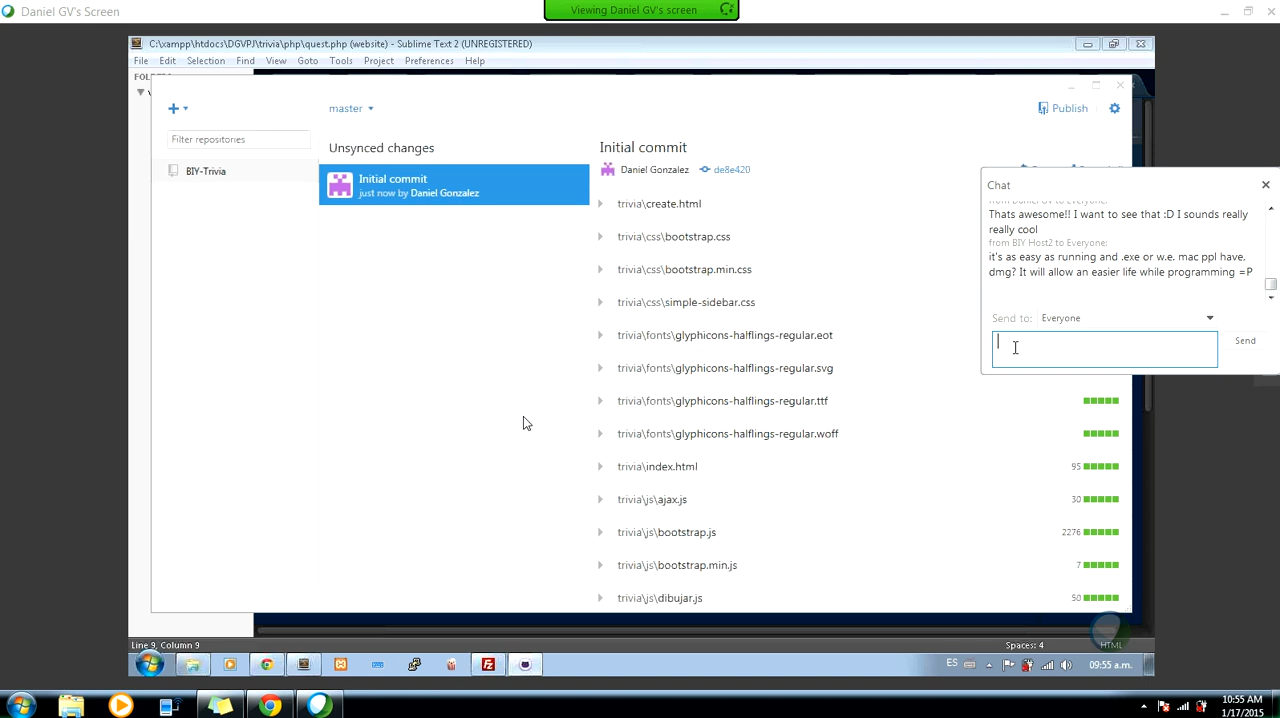 Daniel GV's Screen
Viewing Daniel GV's screen
C:\xampp\htdocs\DGVPJ\trivia\php\quest.php (website) - Sublime Text 2 (UNREGISTERED)
File Edit Selection Find View Goto Tools Project Preferences Help
master
Publish
Filter repositories
Unsynced changes
Initial commit
BIY-Trivia
Initial commit
just now by Daniel Gonzalez
Daniel Gonzalez
de8e420
trivia\create.html
trivia\css\bootstrap.css
trivia\css\bootstrap.min.css
trivia\css\simple-sidebar.css
trivia\fonts\glyphicons-halflings-regular.eot
trivia\fonts\glyphicons-halflings-regular.svg
trivia\fonts\glyphicons-halflings-regular.ttf
trivia\fonts\glyphicons-halflings-regular.woff
trivia\index.html 95
trivia\js\ajax.js 30
trivia\js\bootstrap.js 2276
trivia\js\bootstrap.min.js 7
trivia\js\dibujar.js 50
Chat
from Daniel GV to Everyone:
Thats awesome!! I want to see that :D I sounds really
really cool
from BIY Host2 to Everyone:
it's as easy as running and .exe or w.e. mac ppl have,
dmg? It will allow an easier life while programming =P
Send to: Everyone
Send
Line 9, Column 9
Spaces: 4
HTML
ES
09:55 a.m.
10:55 AM
1/17/2015